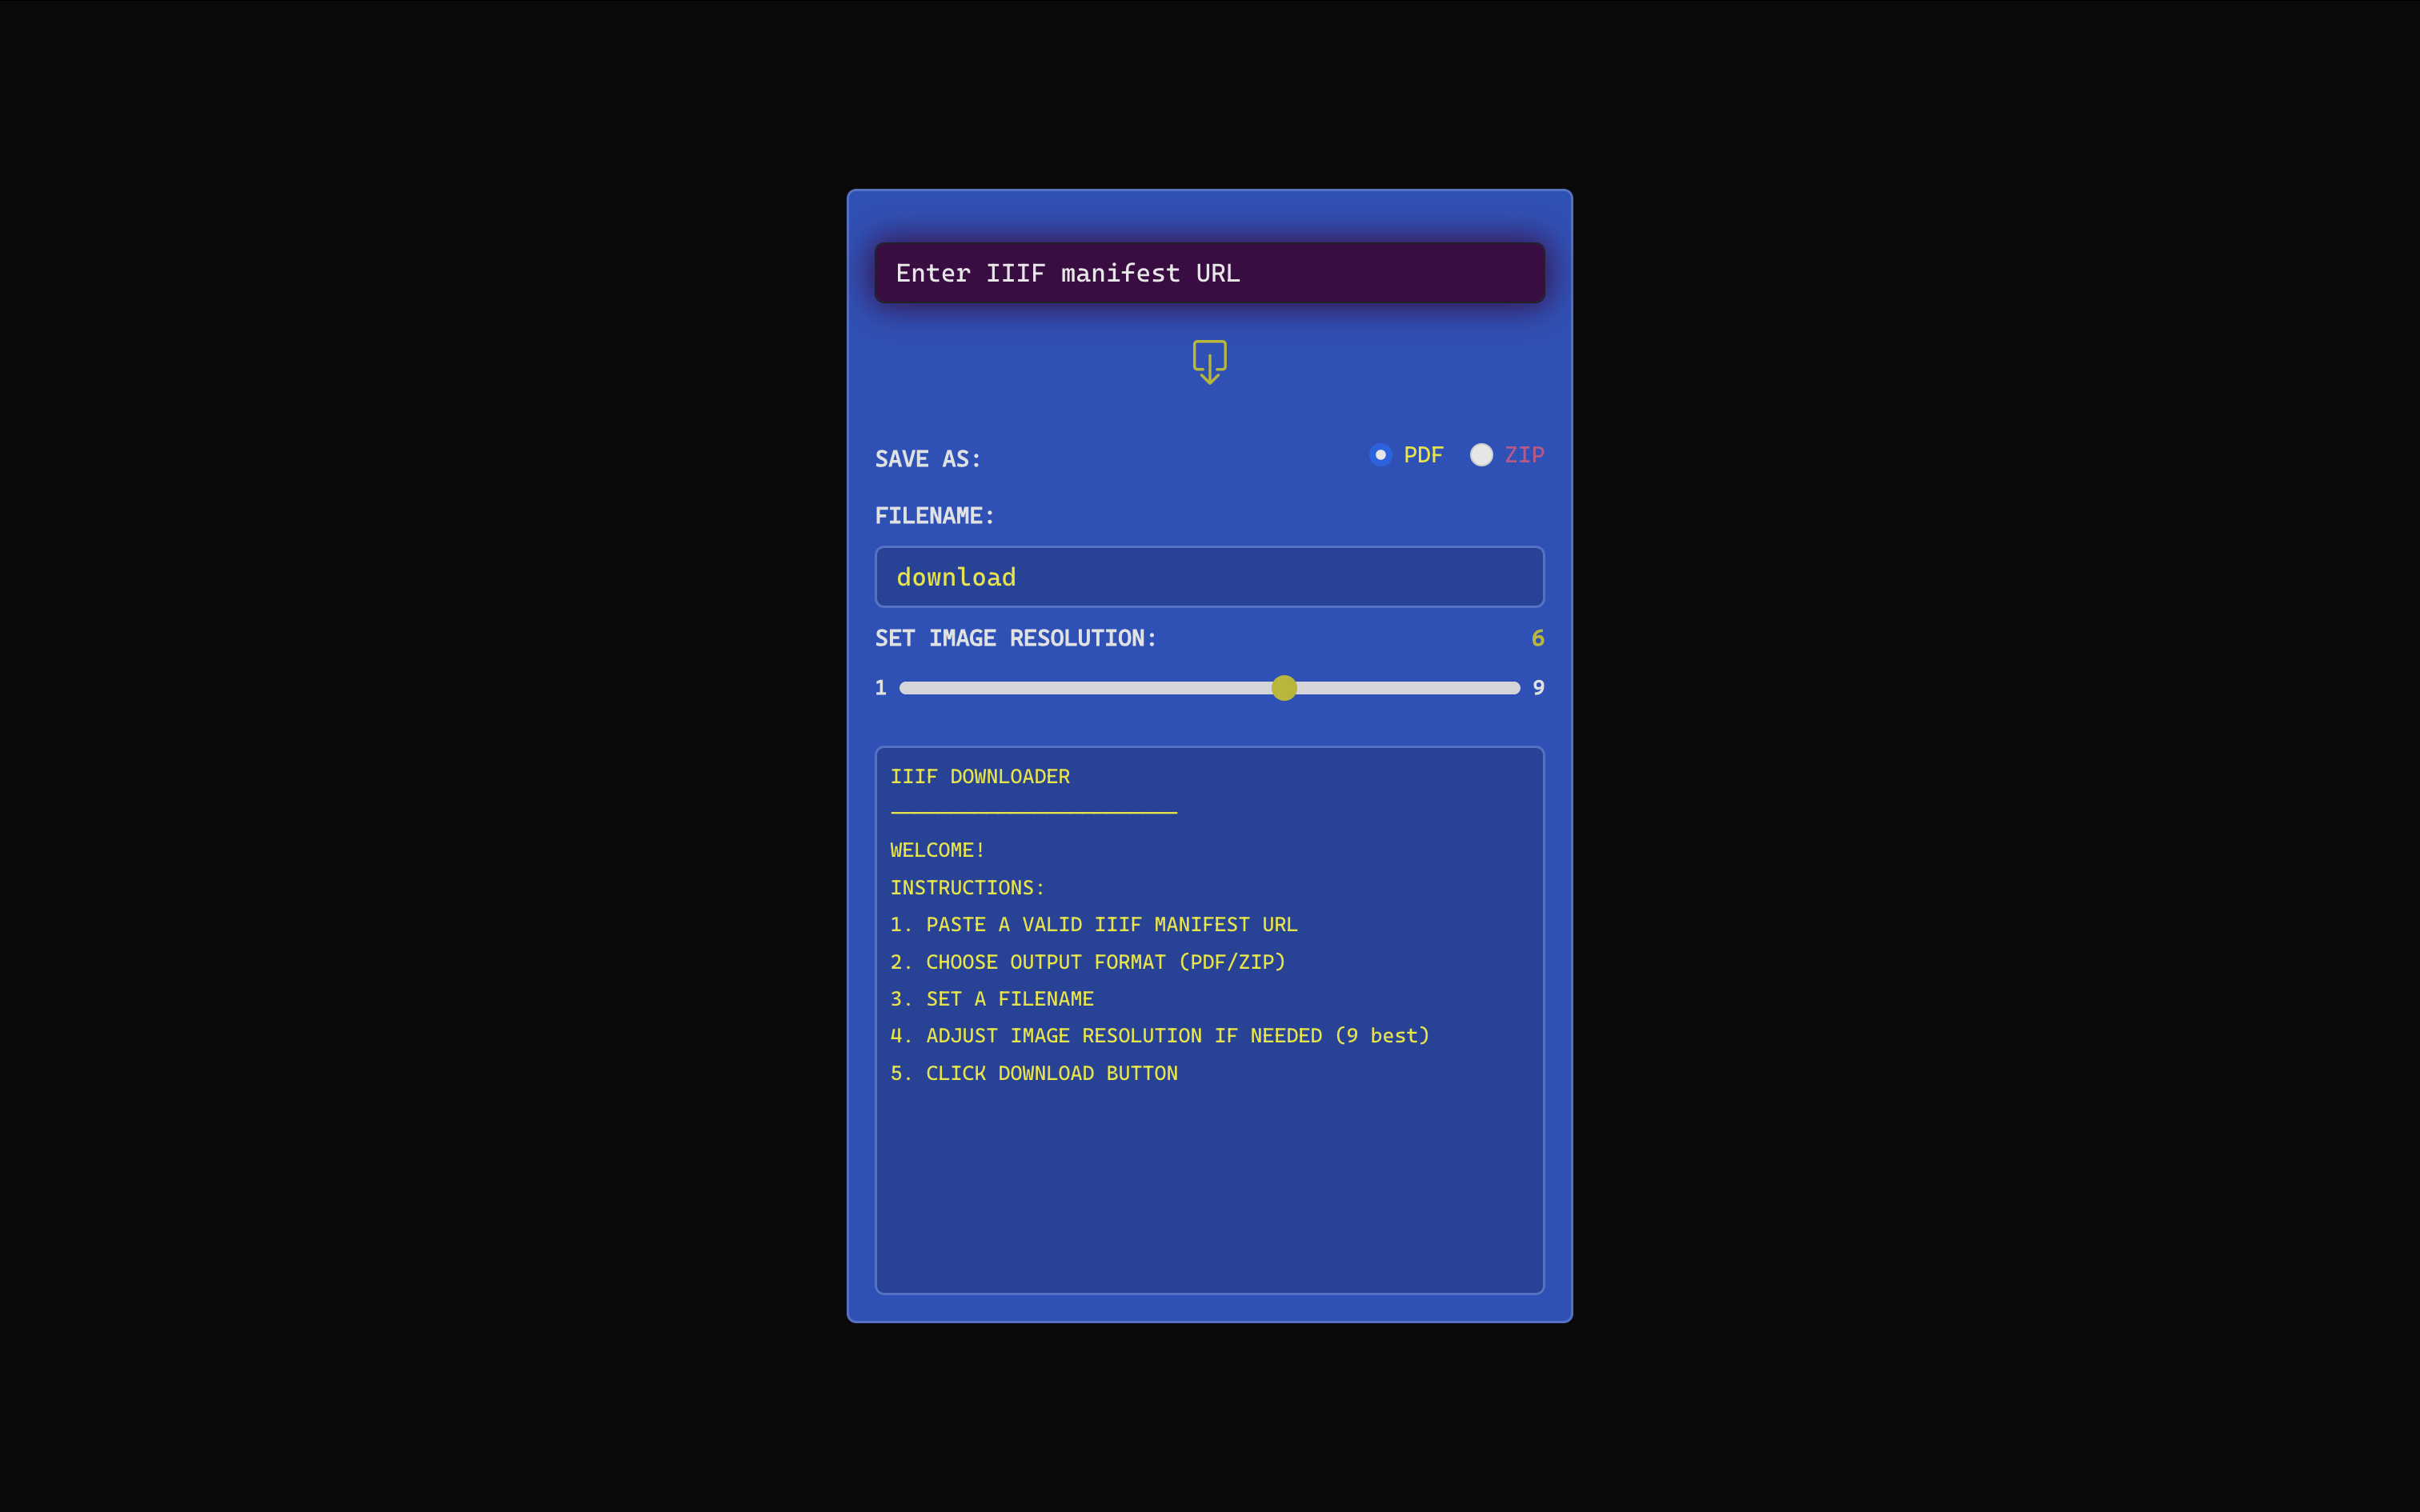 Enter IIIF manifest URL
SAVE AS: PDF ZIP
FILENAME:
download
SET IMAGE RESOLUTION: 6
1 9
IIIF DOWNLOADER
WELCOME!
INSTRUCTIONS:
1. PASTE A VALID IIIF MANIFEST URL
2. CHOOSE OUTPUT FORMAT (PDF/ZIP)
3. SET A FILENAME
4. ADJUST IMAGE RESOLUTION IF NEEDED (9 best)
5. CLICK DOWNLOAD BUTTON